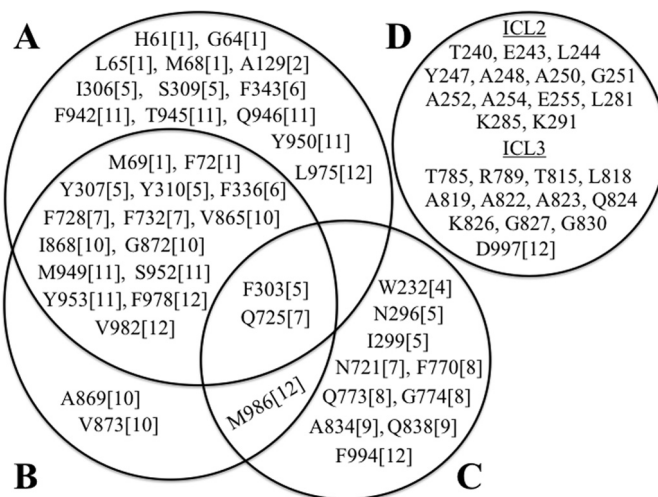 A
H61[1], G64[1]
L65[1], M68[1], A129[2]
I306[5], S309[5], F343[6]
F942[11], T945[11], Q946[11]
Y950[11]
L975[12]
M69[1], F72[1]
Y307[5], Y310[5], F336[6]
F728[7], F732[7], V865[10]
I868[10], G872[10]
M949[11], S952[11]
Y953[11], F978[12]
V982[12]
F303[5]
Q725[7]
A869[10]
V873[10]
M986[12]
B
W232[4]
N296[5]
I299[5]
N721[7], F770[8]
Q773[8], G774[8]
A834[9], Q838[9]
F994[12]
C
D
ICL2
T240, E243, L244
Y247, A248, A250, G251
A252, A254, E255, L281
K285, K291
ICL3
T785, R789, T815, L818
A819, A822, A823, Q824
K826, G827, G830
D997[12]